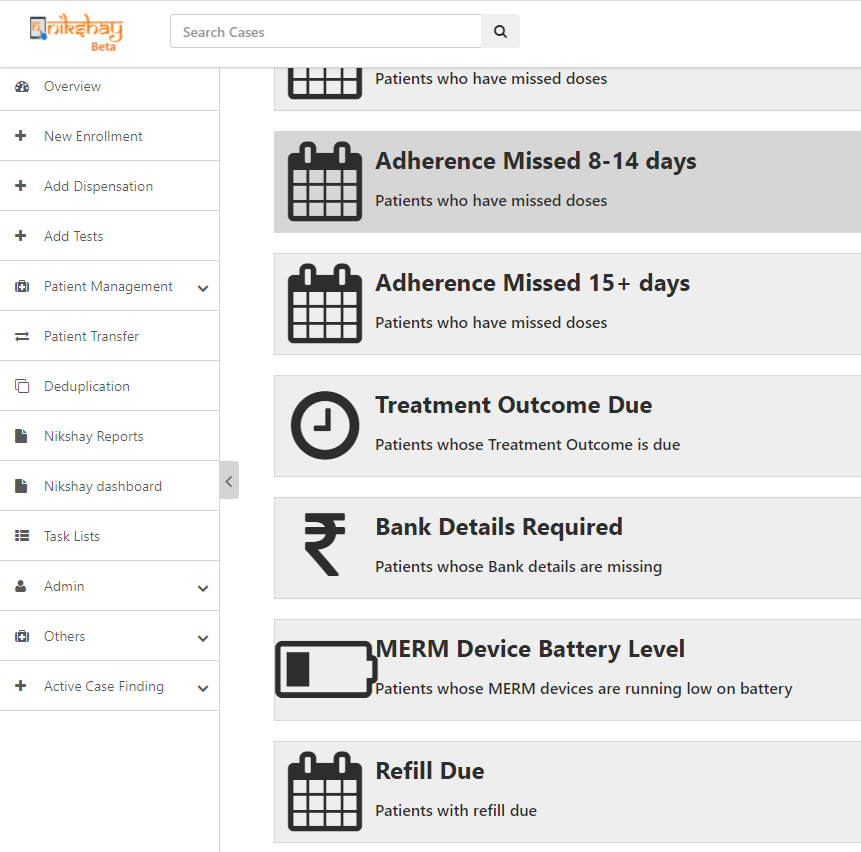 nikshay
Beta
Search Cases
Overview
New Enrollment
Add Dispensation
Add Tests
Patient Management
Patient Transfer
Deduplication
Nikshay Reports
Nikshay dashboard
Task Lists
Admin
Others
Active Case Finding
Patients who have missed doses
Adherence Missed 8-14 days
Patients who have missed doses
Adherence Missed 15+ days
Patients who have missed doses
Treatment Outcome Due
Patients whose Treatment Outcome is due
₹
Bank Details Required
Patients whose Bank details are missing
MERM Device Battery Level
Patients whose MERM devices are running low on battery
Refill Due
Patients with refill due